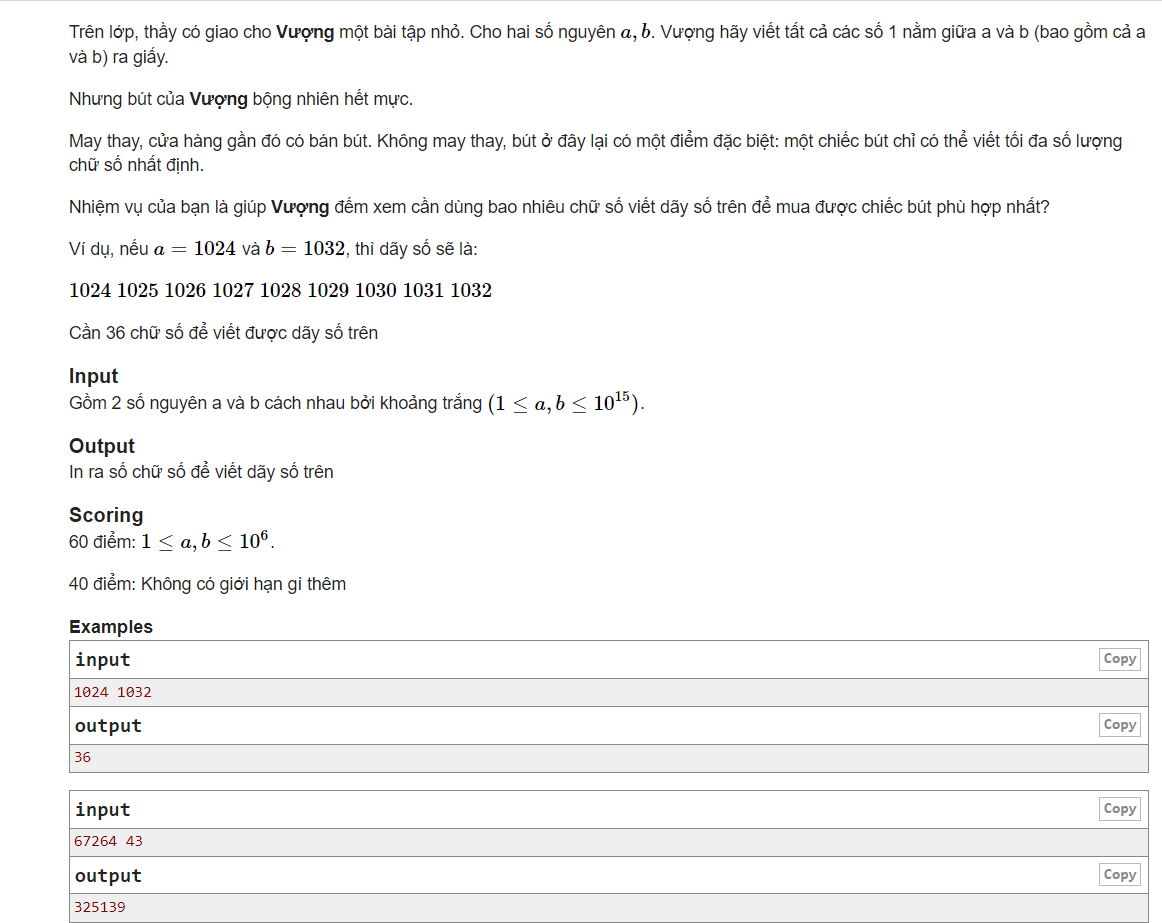 Trên lớp, thầy có giao cho Vượng một bài tập nhỏ. Cho hai số nguyên a, b. Vượng hãy viết tất cả các số 1 nằm giữa a và b (bao gồm cả a
và b) ra giấy.
Nhưng bút của Vượng bộng nhiên hết mực.
May thay, cửa hàng gần đó có bán bút. Không may thay, bút ở đây lại có một điểm đặc biệt: một chiếc bút chỉ có thể viết tối đa số lượng
chữ số nhất định.
Nhiệm vụ của bạn là giúp Vượng đếm xem cần dùng bao nhiêu chữ số viết dãy số trên để mua được chiếc bút phù hợp nhất?
Ví dụ, nếu a = 1024 và b = 1032, thì dãy số sẽ là:
1024 1025 1026 1027 1028 1029 1030 1031 1032
Cần 36 chữ số để viết được dãy số trên
Input
Gồm 2 số nguyên a và b cách nhau bởi khoảng trắng (1 ≤ a, b ≤ 10^15).
Output
In ra số chữ số để viết dãy số trên
Scoring
60 điểm: 1 ≤ a, b ≤ 10^6.
40 điểm: Không có giới hạn gì thêm
Examples
input Copy
1024 1032
output Copy
36
input Copy
67264 43
output Copy
325139